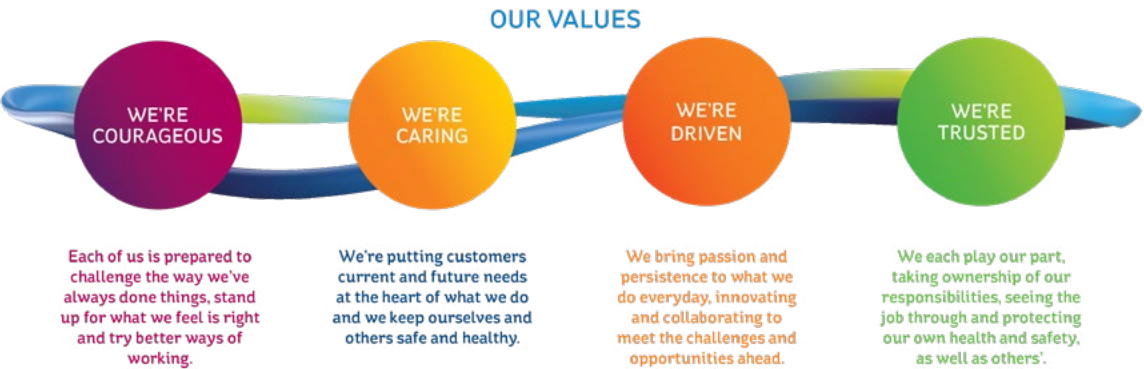 OUR VALUES
WE'RE
COURAGEOUS
WE'RE
CARING
WE'RE
DRIVEN
WE'RE
TRUSTED
Each of us is prepared to
challenge the way we've
always done things, stand
up for what we feel is right
and try better ways of
working.
We're putting customers
current and future needs
at the heart of what we do
and we keep ourselves and
others safe and healthy.
We bring passion and
persistence to what we
do everyday, innovating
and collaborating to
meet the challenges and
opportunities ahead.
We each play our part,
taking ownership of our
responsibilities, seeing the
job through and protecting
our own health and safety,
as well as others'.